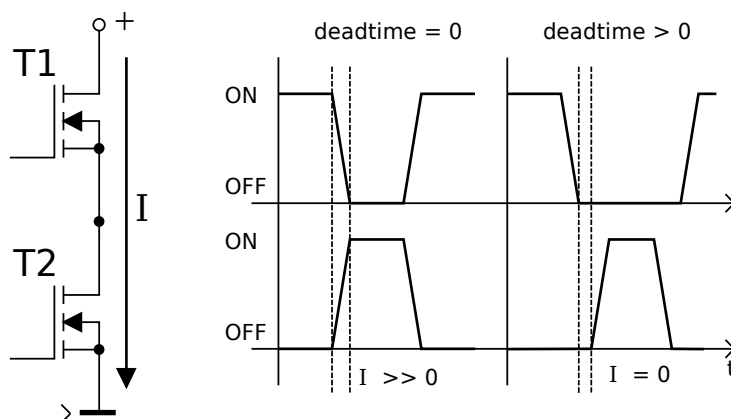 +
deadtime = 0
deadtime > 0
T1
ON
OFF
I
T2
ON
OFF
t
I >> 0
I = 0